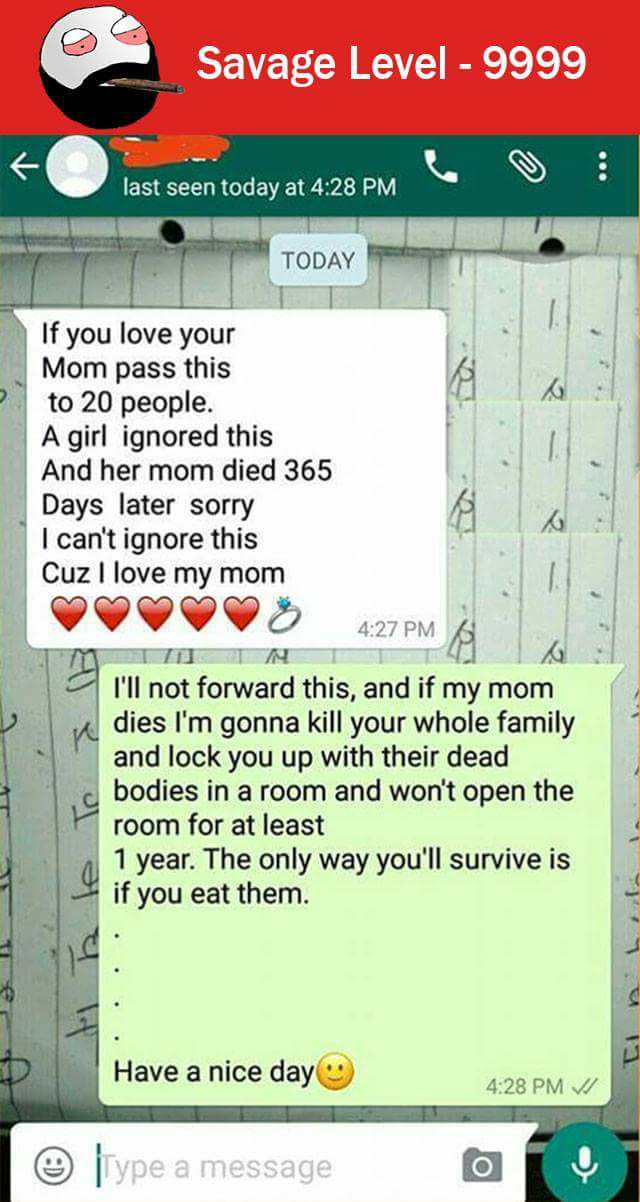 Savage Level - 9999
last seen today at 4:28 PM
TODAY
If you love your
Mom pass this
to 20 people.
A girl ignored this
And her mom died 365
Days later sorry
I can't ignore this
Cuz I love my mom
❤❤❤❤❤💍
4:27 PM
I'll not forward this, and if my mom
dies I'm gonna kill your whole family
and lock you up with their dead
bodies in a room and won't open the
room for at least
1 year. The only way you'll survive is
if you eat them.
.
.
.
.
Have a nice day🙂
4:28 PM
Type a message